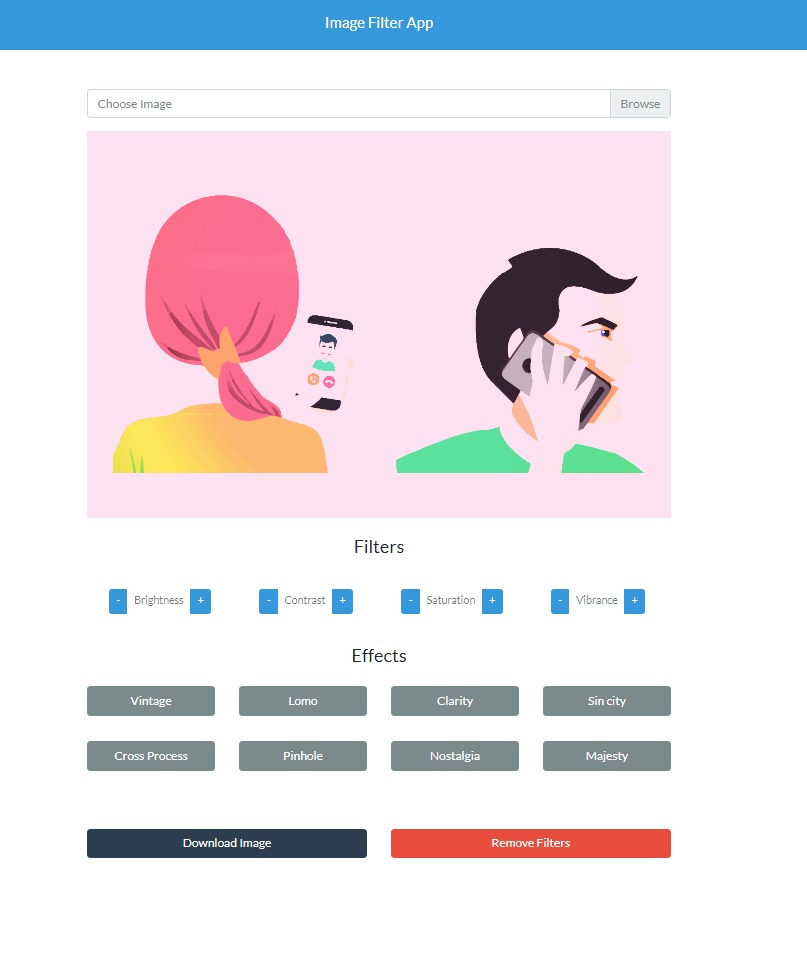 Image Filter App
Choose Image Browse
Filters
- Brightness + - Contrast + - Saturation + - Vibrance +
Effects
Vintage Lomo Clarity Sin city
Cross Process Pinhole Nostalgia Majesty
Download Image Remove Filters